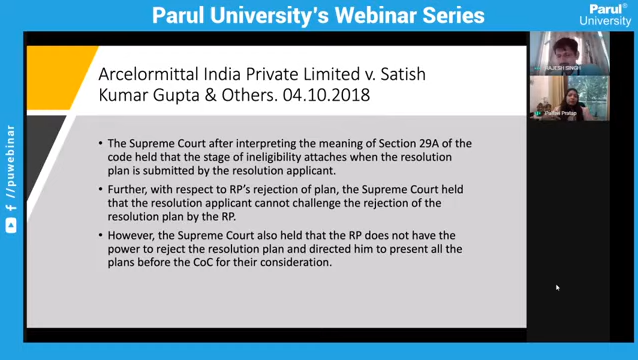 Parul University's Webinar Series
Parul®
University
Arcelormittal India Private Limited v. Satish
Kumar Gupta & Others. 04.10.2018
• The Supreme Court after interpreting the meaning of Section 29A of the
code held that the stage of ineligibility attaches when the resolution
plan is submitted by the resolution applicant.
• Further, with respect to RP's rejection of plan, the Supreme Court held
that the resolution applicant cannot challenge the rejection of the
resolution plan by the RP.
• However, the Supreme Court also held that the RP does not have the
power to reject the resolution plan and directed him to present all the
plans before the CoC for their consideration.
RAJESH SINGH
Pratap
//puwebinar